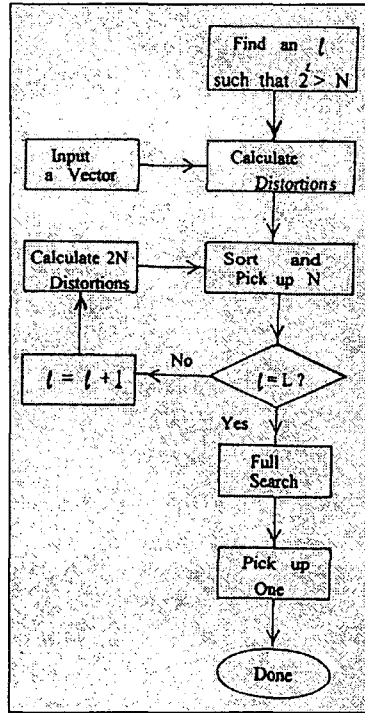 Find an ℓ
such that 2^ℓ > N
Input
a Vector
Calculate
Distortions
Calculate 2N
Distortions
Sort and
Pick up N
No
ℓ = ℓ + 1
ℓ = L ?
Yes
Full
Search
Pick up
One
Done